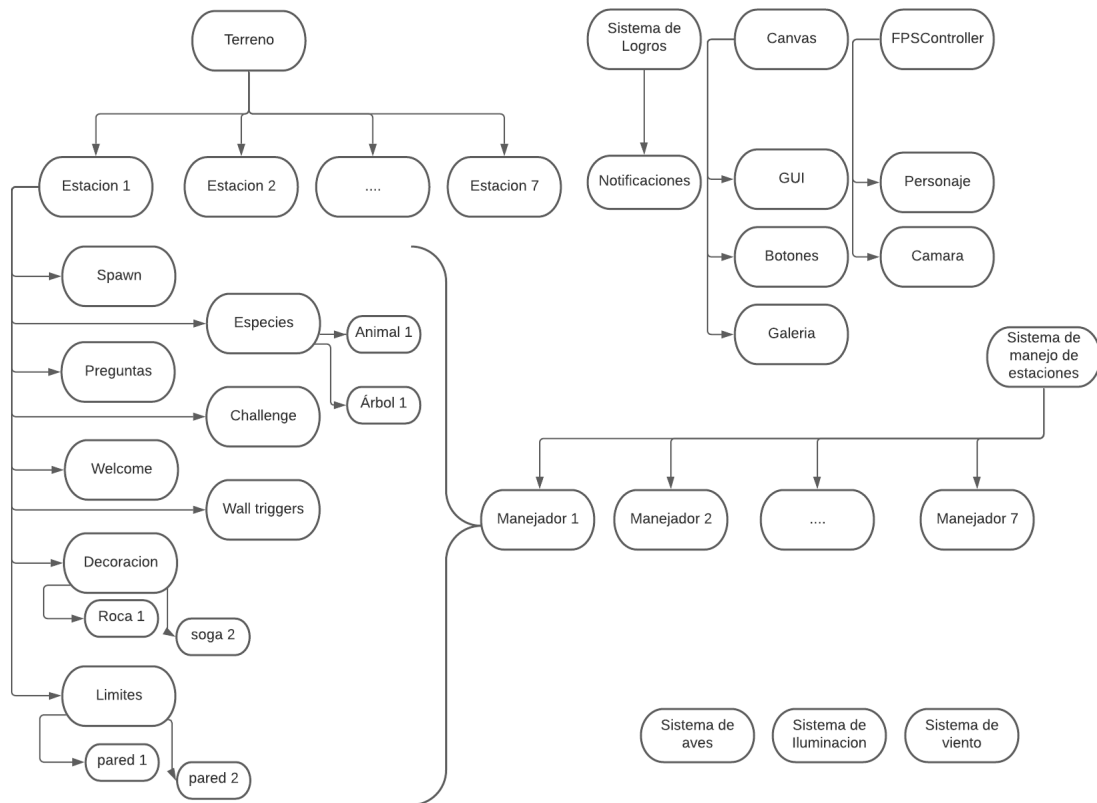 Terreno
Sistema de
Logros
Canvas
FPSController
Estacion 1
Estacion 2
....
Estacion 7
Notificaciones
GUI
Personaje
Botones
Camara
Galeria
Spawn
Especies
Animal 1
Preguntas
Árbol 1
Challenge
Welcome
Wall triggers
Decoracion
Roca 1
soga 2
Limites
pared 1
pared 2
Sistema de
manejo de
estaciones
Manejador 1
Manejador 2
....
Manejador 7
Sistema de
aves
Sistema de
Iluminacion
Sistema de
viento